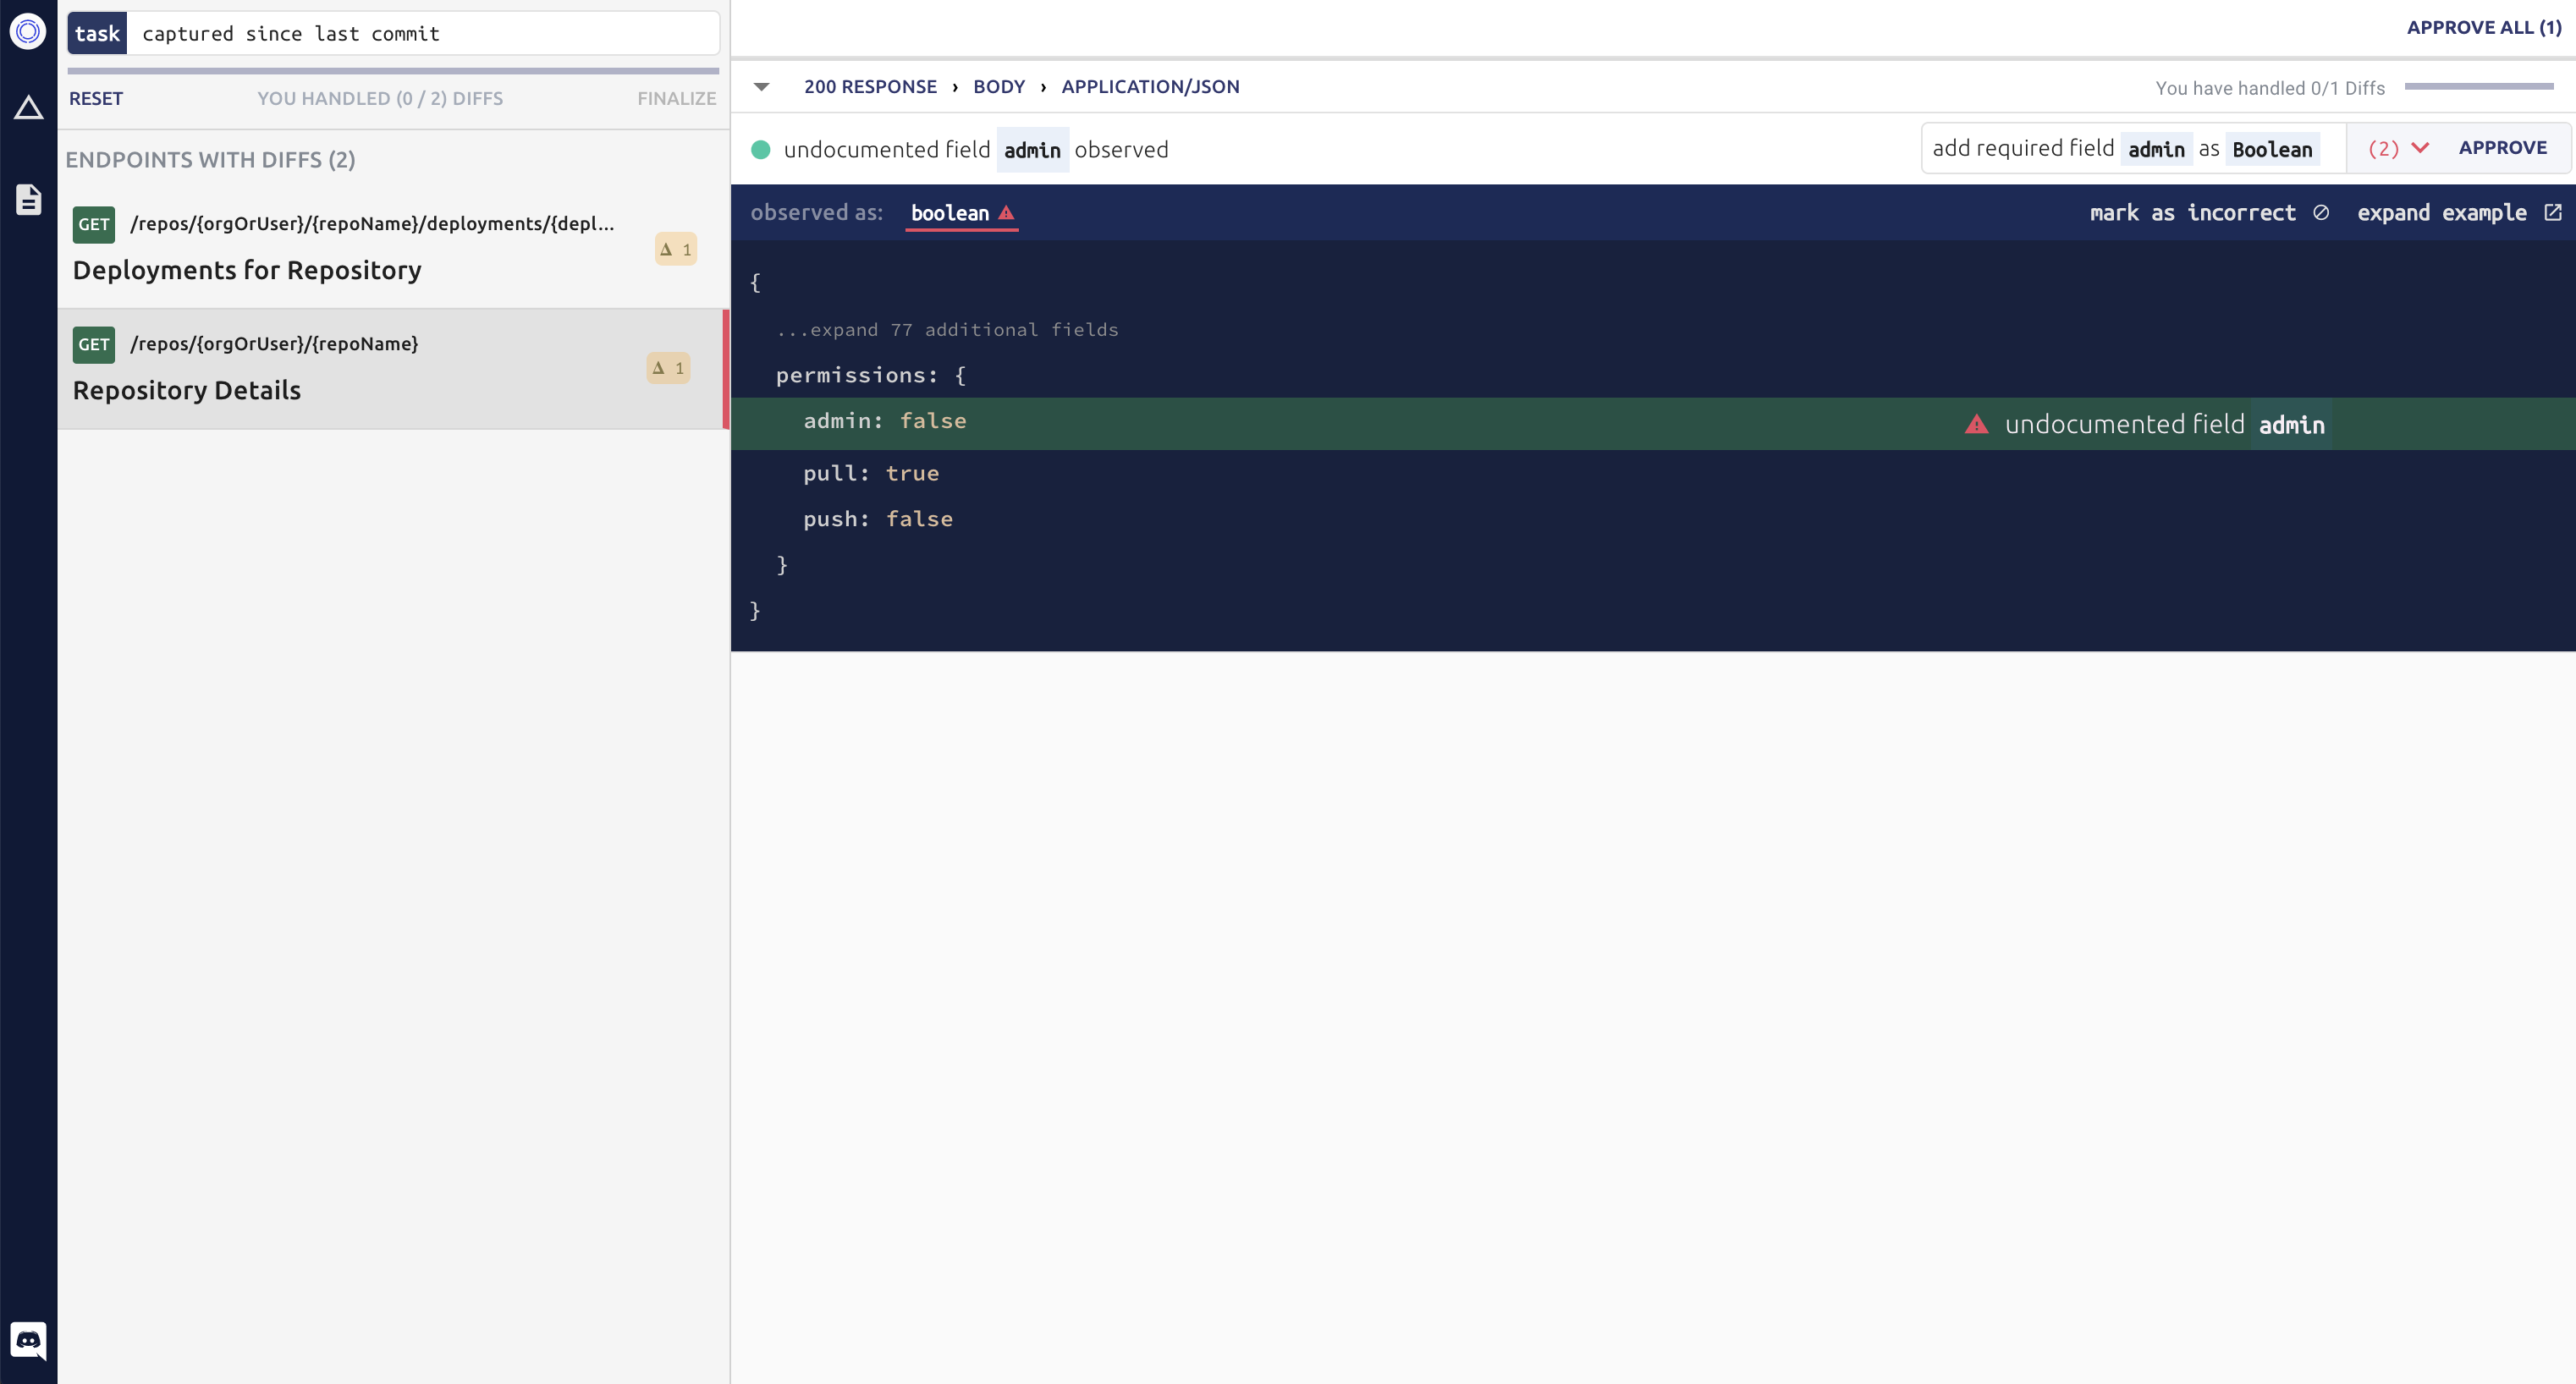 task captured since last commit
RESET YOU HANDLED (0 / 2) DIFFS FINALIZE
ENDPOINTS WITH DIFFS (2)
GET /repos/{orgOrUser}/{repoName}/deployments/{depl...
Deployments for Repository
Δ 1
GET /repos/{orgOrUser}/{repoName}
Repository Details
Δ 1
APPROVE ALL (1)
200 RESPONSE › BODY › APPLICATION/JSON
You have handled 0/1 Diffs
undocumented field admin observed
add required field admin as Boolean (2) APPROVE
observed as: boolean mark as incorrect expand example
{
...expand 77 additional fields
permissions: {
admin: false undocumented field admin
pull: true
push: false
}
}